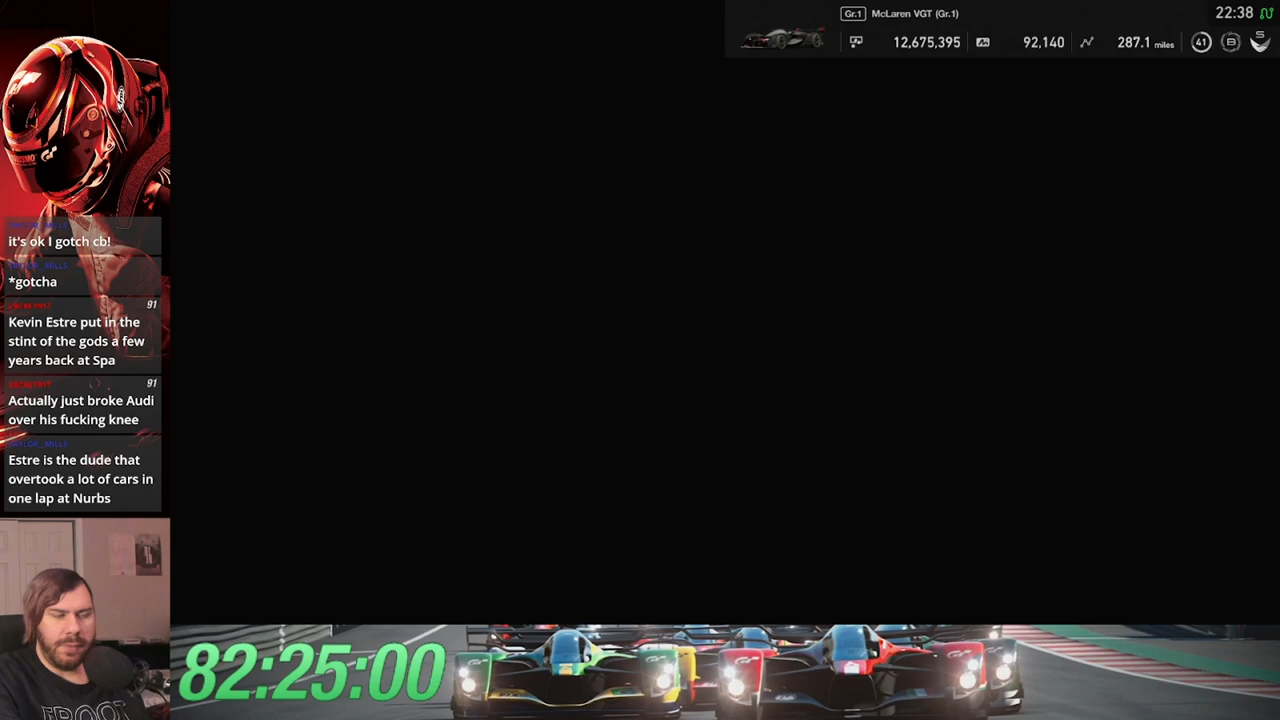 Gr.1 McLaren VGT (Gr.1)
22:38
12,675,395
92,140
287.1 miles
41
B
S
it's ok I gotch cb!
*gotcha
91
Kevin Estre put in the
stint of the gods a few
years back at Spa
91
Actually just broke Audi
over his fucking knee
TAYLOR_MILLS
Estre is the dude that
overtook a lot of cars in
one lap at Nurbs
82:25:00